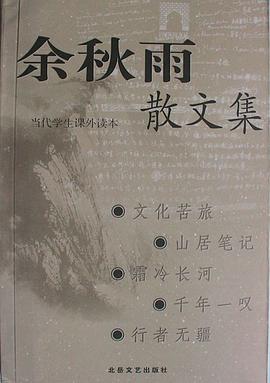 余秋雨
散文集
当代学生课外读本
●文化苦旅
●山居笔记
●霜冷长河
●千年一叹
●行者无疆
北岳文艺出版社